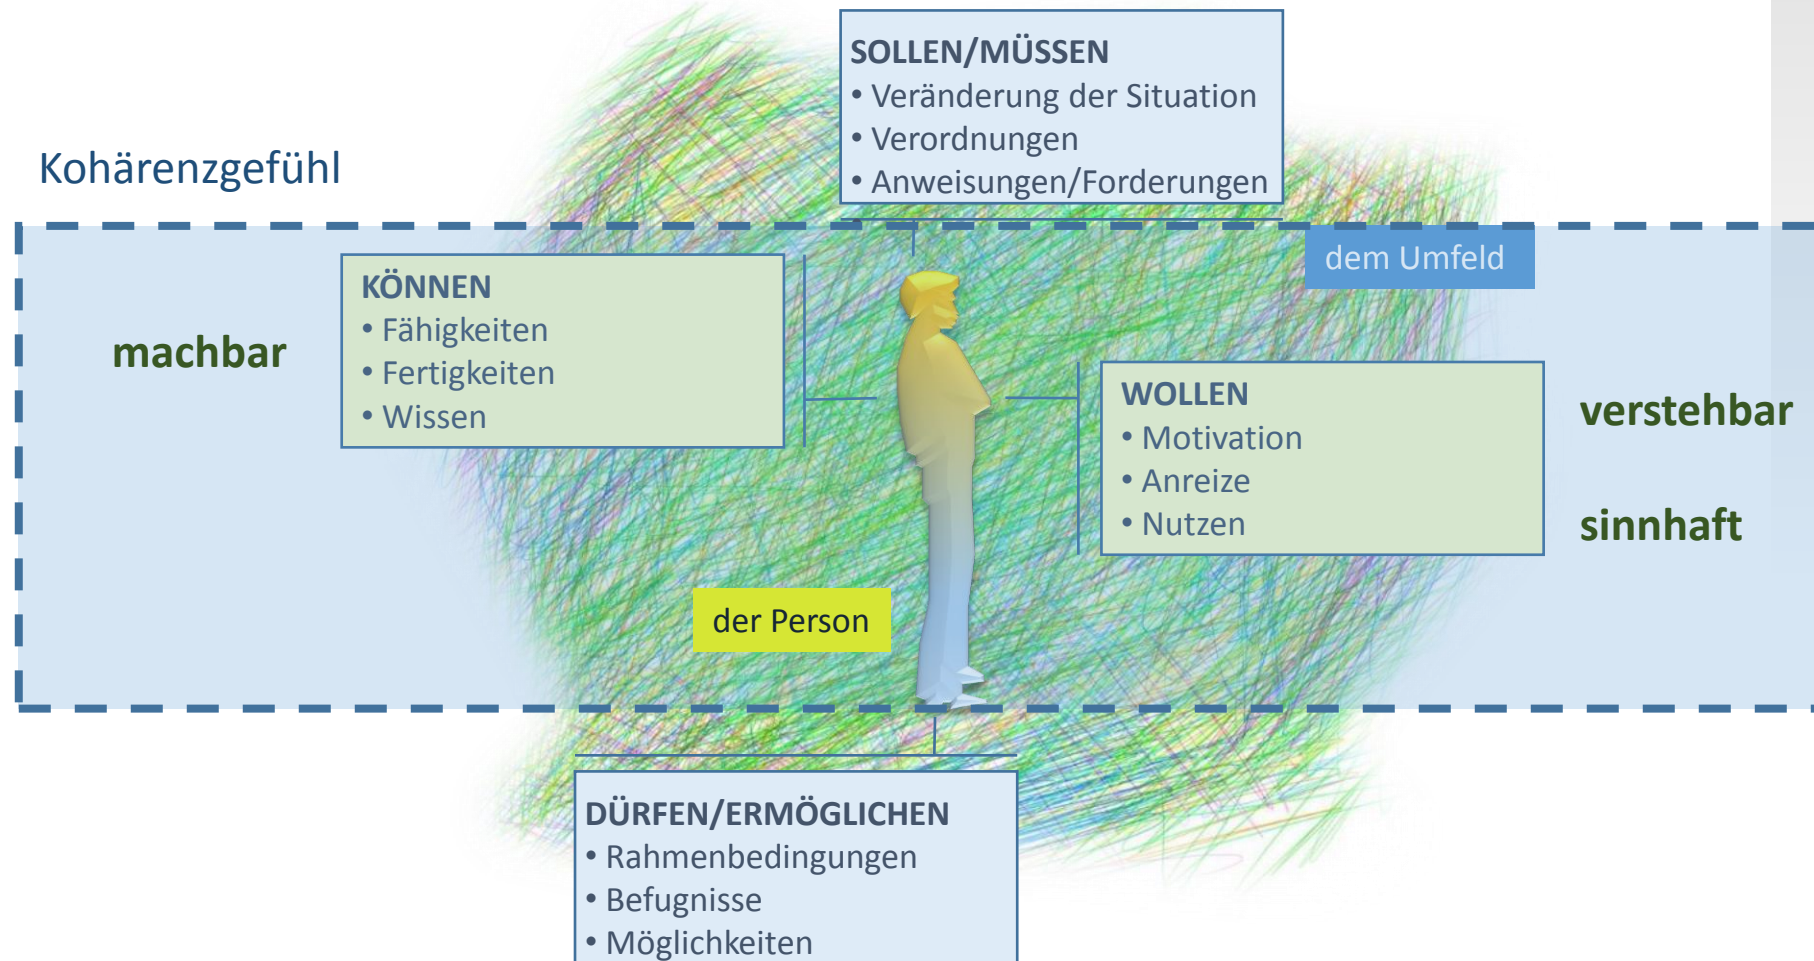 SOLLEN/MÜSSEN
• Veränderung der Situation
• Verordnungen
• Anweisungen/Forderungen
Kohärenzgefühl
dem Umfeld
KÖNNEN
• Fähigkeiten
• Fertigkeiten
• Wissen
machbar
WOLLEN
• Motivation
• Anreize
• Nutzen
verstehbar
sinnhaft
der Person
DÜRFEN/ERMÖGLICHEN
• Rahmenbedingungen
• Befugnisse
• Möglichkeiten